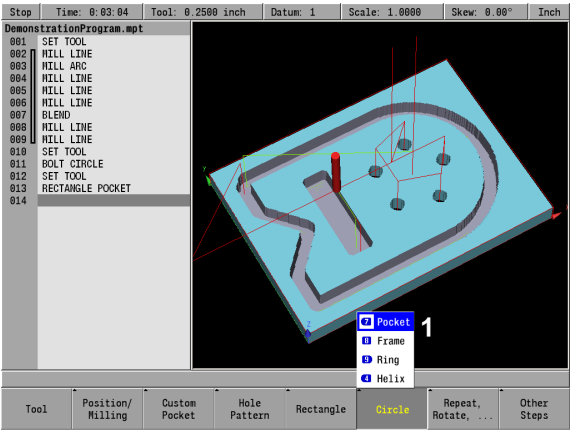 Stop Time: 0:03:04 Tool: 0.2500 inch Datum: 1 Scale: 1.0000 Skew: 0.00° Inch
DemonstrationProgram.mpt
001 SET TOOL
002 MILL LINE
003 MILL ARC
004 MILL LINE
005 MILL LINE
006 MILL LINE
007 BLEND
008 MILL LINE
009 MILL LINE
010 SET TOOL
011 BOLT CIRCLE
012 SET TOOL
013 RECTANGLE POCKET
014
Y
X
Z
7 Pocket 1
8 Frame
9 Ring
4 Helix
Tool Position/ Custom Hole Rectangle Circle Repeat, Other
Milling Pocket Pattern Rotate, ... Steps